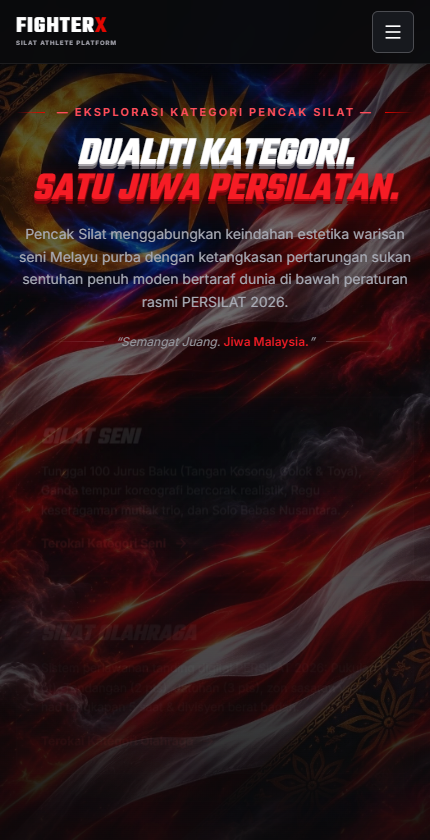 FIGHTERX
SILAT ATHLETE PLATFORM
— EKSPLORASI KATEGORI PENCAK SILAT —
DUALITI KATEGORI.
SATU JIWA PERSILATAN.
Pencak Silat menggabungkan keindahan estetika warisan
seni Melayu purba dengan ketangkasan pertarungan sukan
sentuhan penuh moden bertaraf dunia di bawah peraturan
rasmi PERSILAT 2026.
"Semangat Juang. Jiwa Malaysia."
SILAT SENI
Tunggal 100 Jurus Baku (Tangan Kosong, Golok & Toya),
Ganda tempur koreografi bercorak realistik, Regu
keseragaman mutlak trio, dan Solo Bebas Nusantara.
Terokai Kategori Seni →
SILAT OLAHRAGA